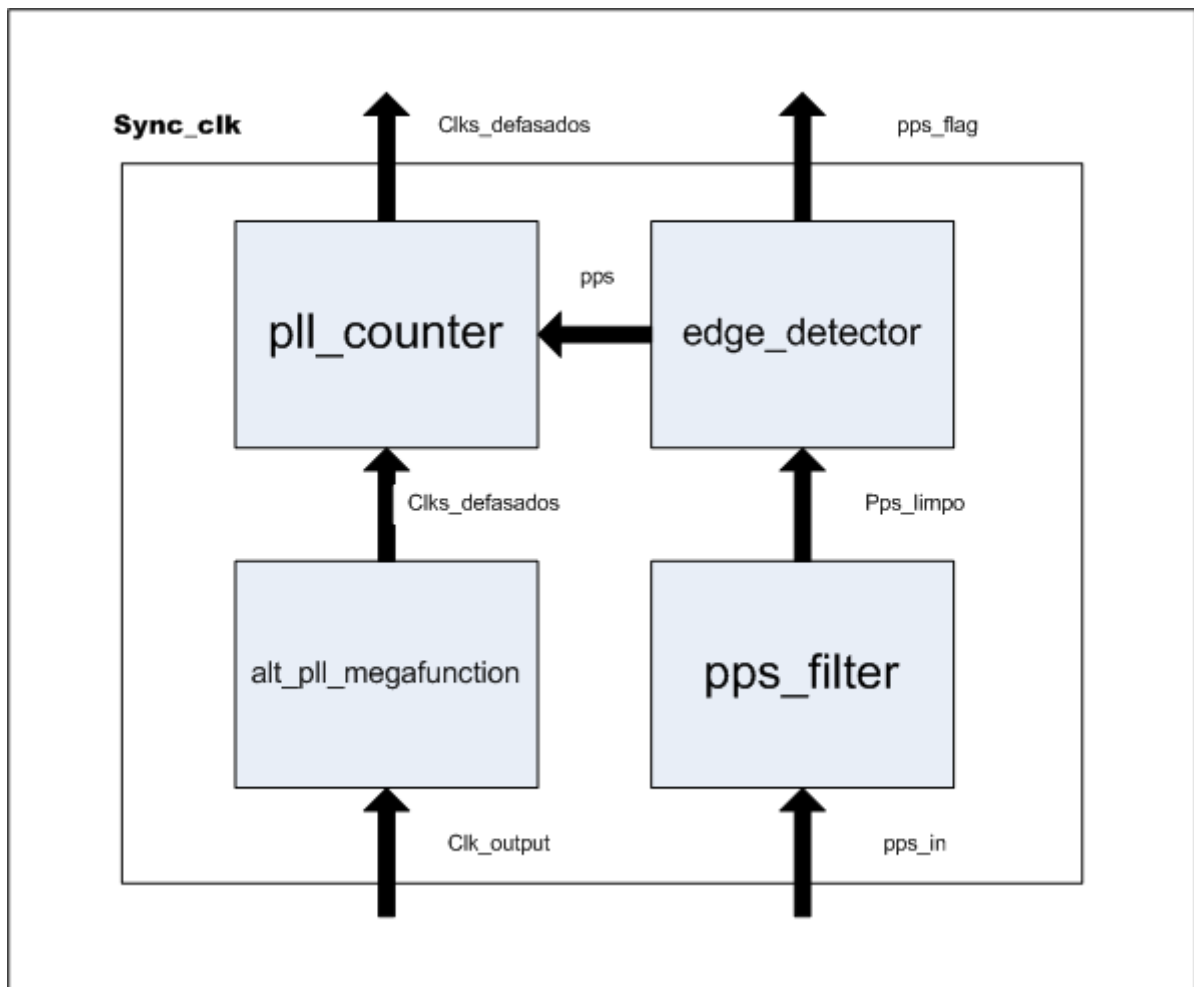 Sync_clk
Clks_defasados
pps_flag
pll_counter
pps
edge_detector
Clks_defasados
Pps_limpo
alt_pll_megafunction
pps_filter
Clk_output
pps_in